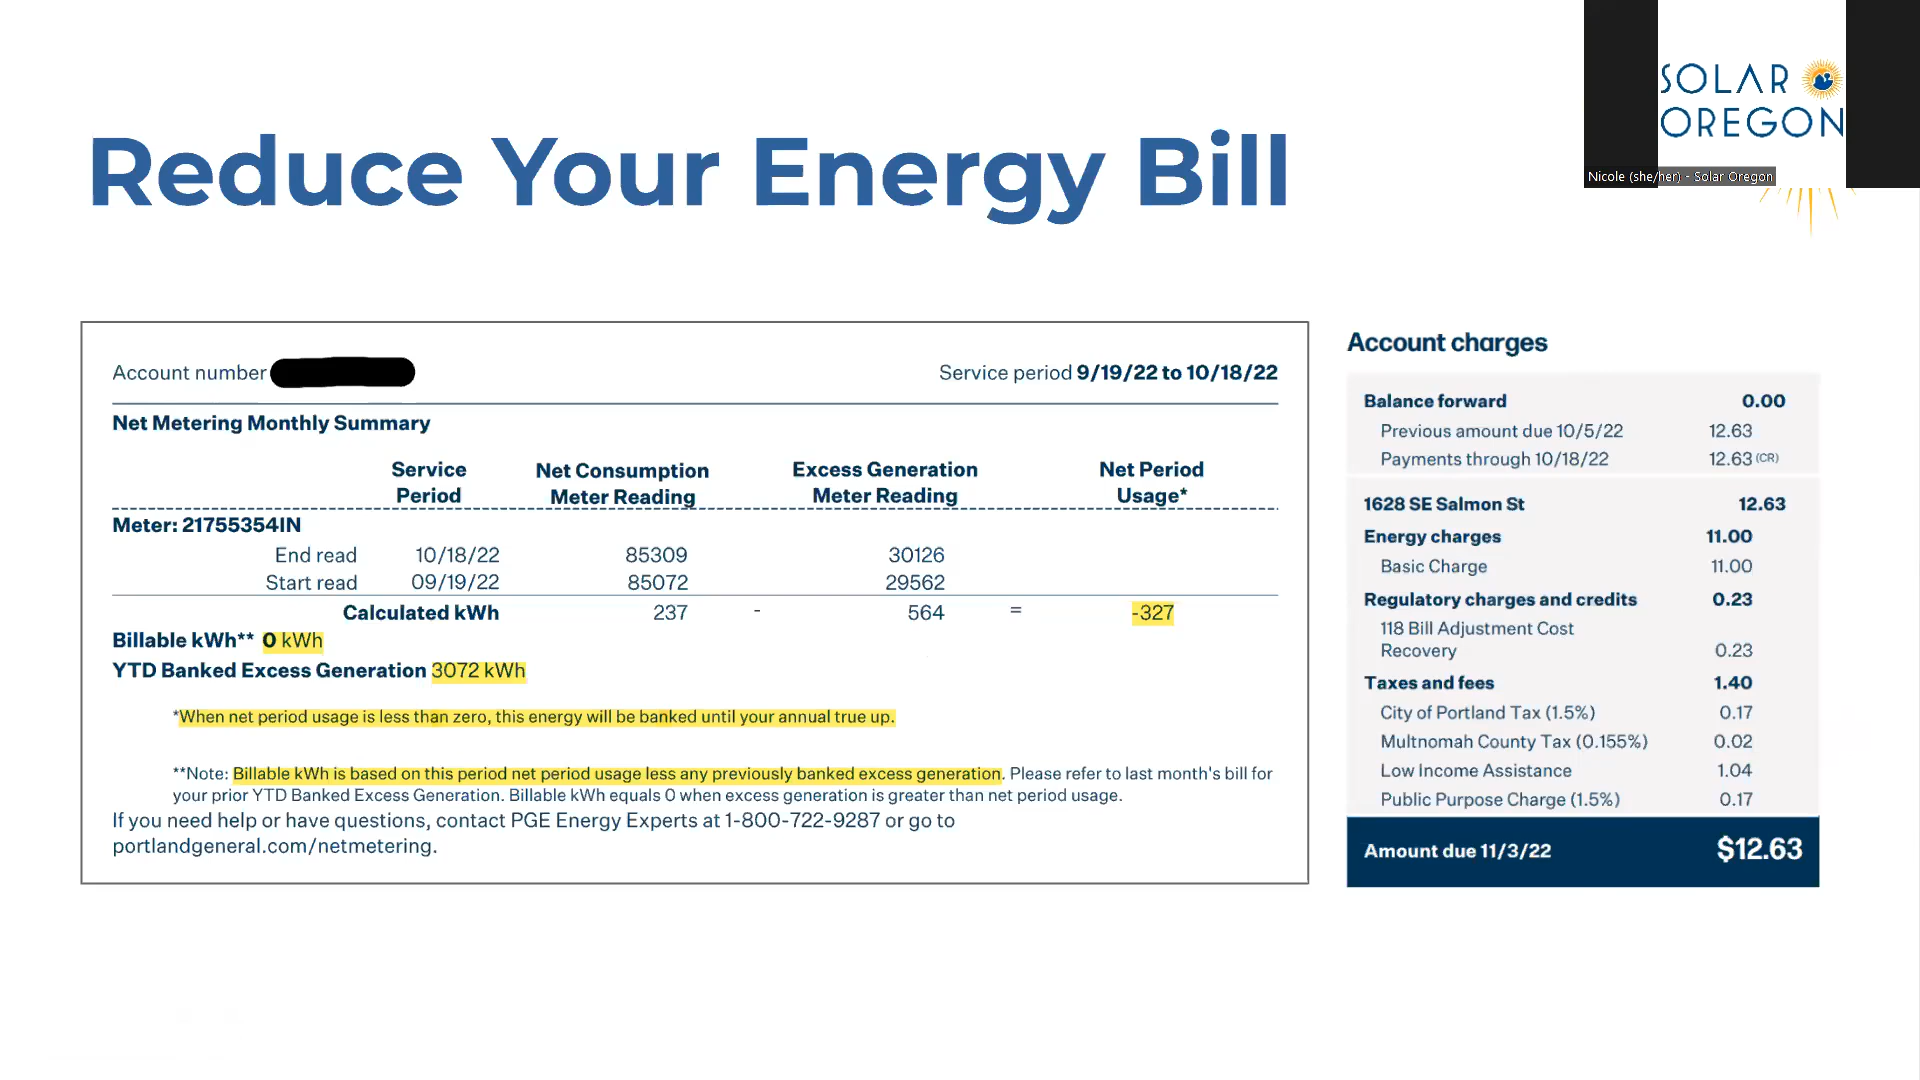 SOLAR
OREGON
Nicole (she/her) - Solar Oregon
Reduce Your Energy Bill
Account number
Service period 9/19/22 to 10/18/22
Net Metering Monthly Summary
Service Period
Net Consumption Meter Reading
Excess Generation Meter Reading
Net Period Usage*
Meter: 21755354IN
End read 10/18/22 85309 30126
Start read 09/19/22 85072 29562
Calculated kWh 237 - 564 = -327
Billable kWh** 0 kWh
YTD Banked Excess Generation 3072 kWh
*When net period usage is less than zero, this energy will be banked until your annual true up.
**Note: Billable kWh is based on this period net period usage less any previously banked excess generation. Please refer to last month's bill for
your prior YTD Banked Excess Generation. Billable kWh equals 0 when excess generation is greater than net period usage.
If you need help or have questions, contact PGE Energy Experts at 1-800-722-9287 or go to
portlandgeneral.com/netmetering.
Account charges
Balance forward 0.00
Previous amount due 10/5/22 12.63
Payments through 10/18/22 12.63 (CR)
1628 SE Salmon St 12.63
Energy charges 11.00
Basic Charge 11.00
Regulatory charges and credits 0.23
118 Bill Adjustment Cost
Recovery 0.23
Taxes and fees 1.40
City of Portland Tax (1.5%) 0.17
Multnomah County Tax (0.155%) 0.02
Low Income Assistance 1.04
Public Purpose Charge (1.5%) 0.17
Amount due 11/3/22 $12.63